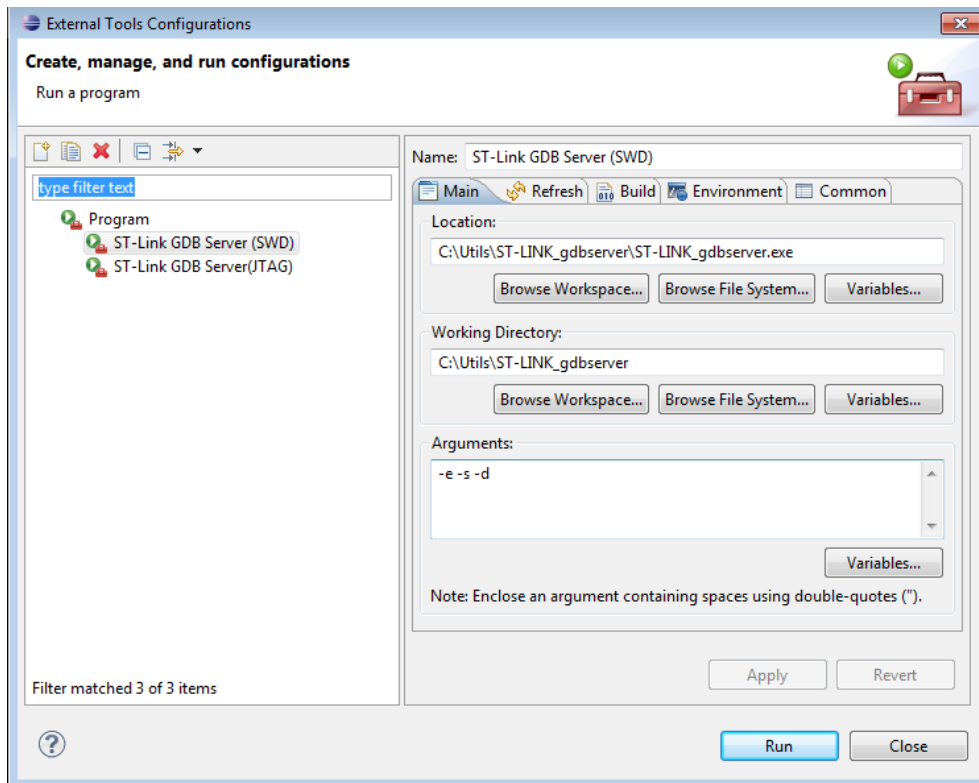 External Tools Configurations
Create, manage, and run configurations
Run a program
type filter text
Program
ST-Link GDB Server (SWD)
ST-Link GDB Server(JTAG)
Filter matched 3 of 3 items
Name: ST-Link GDB Server (SWD)
Main Refresh Build Environment Common
Location:
C:\Utils\ST-LINK_gdbserver\ST-LINK_gdbserver.exe
Browse Workspace... Browse File System... Variables...
Working Directory:
C:\Utils\ST-LINK_gdbserver
Browse Workspace... Browse File System... Variables...
Arguments:
-e -s -d
Variables...
Note: Enclose an argument containing spaces using double-quotes (").
Apply Revert
? Run Close